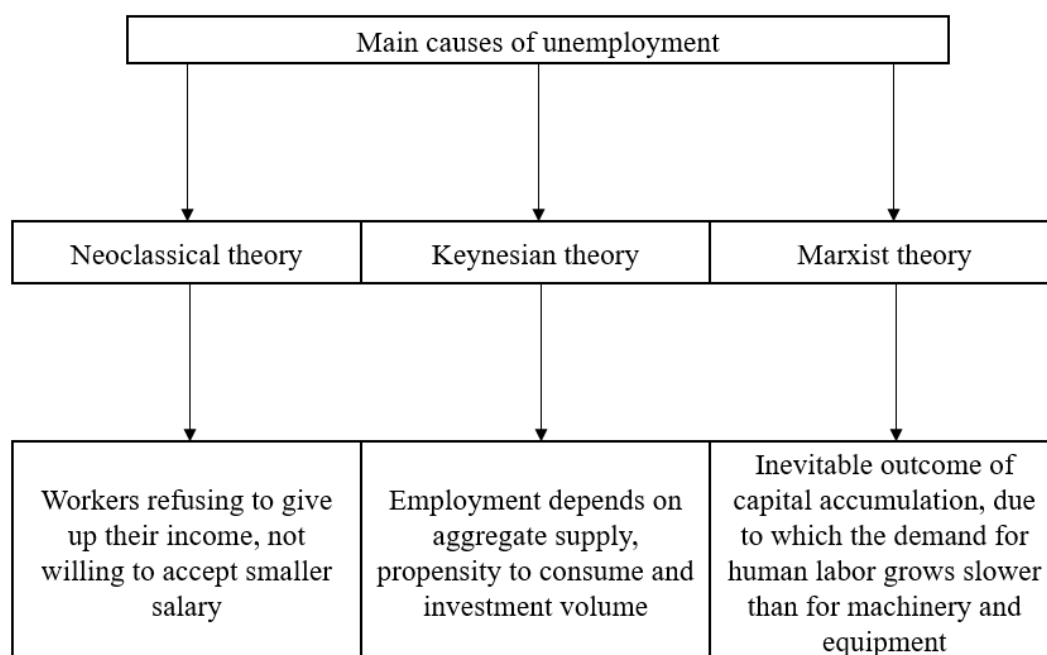 Main causes of unemployment
Neoclassical theory
Keynesian theory
Marxist theory
Workers refusing to give
up their income, not
willing to accept smaller
salary
Employment depends on
aggregate supply,
propensity to consume and
investment volume
Inevitable outcome of
capital accumulation, due
to which the demand for
human labor grows slower
than for machinery and
equipment